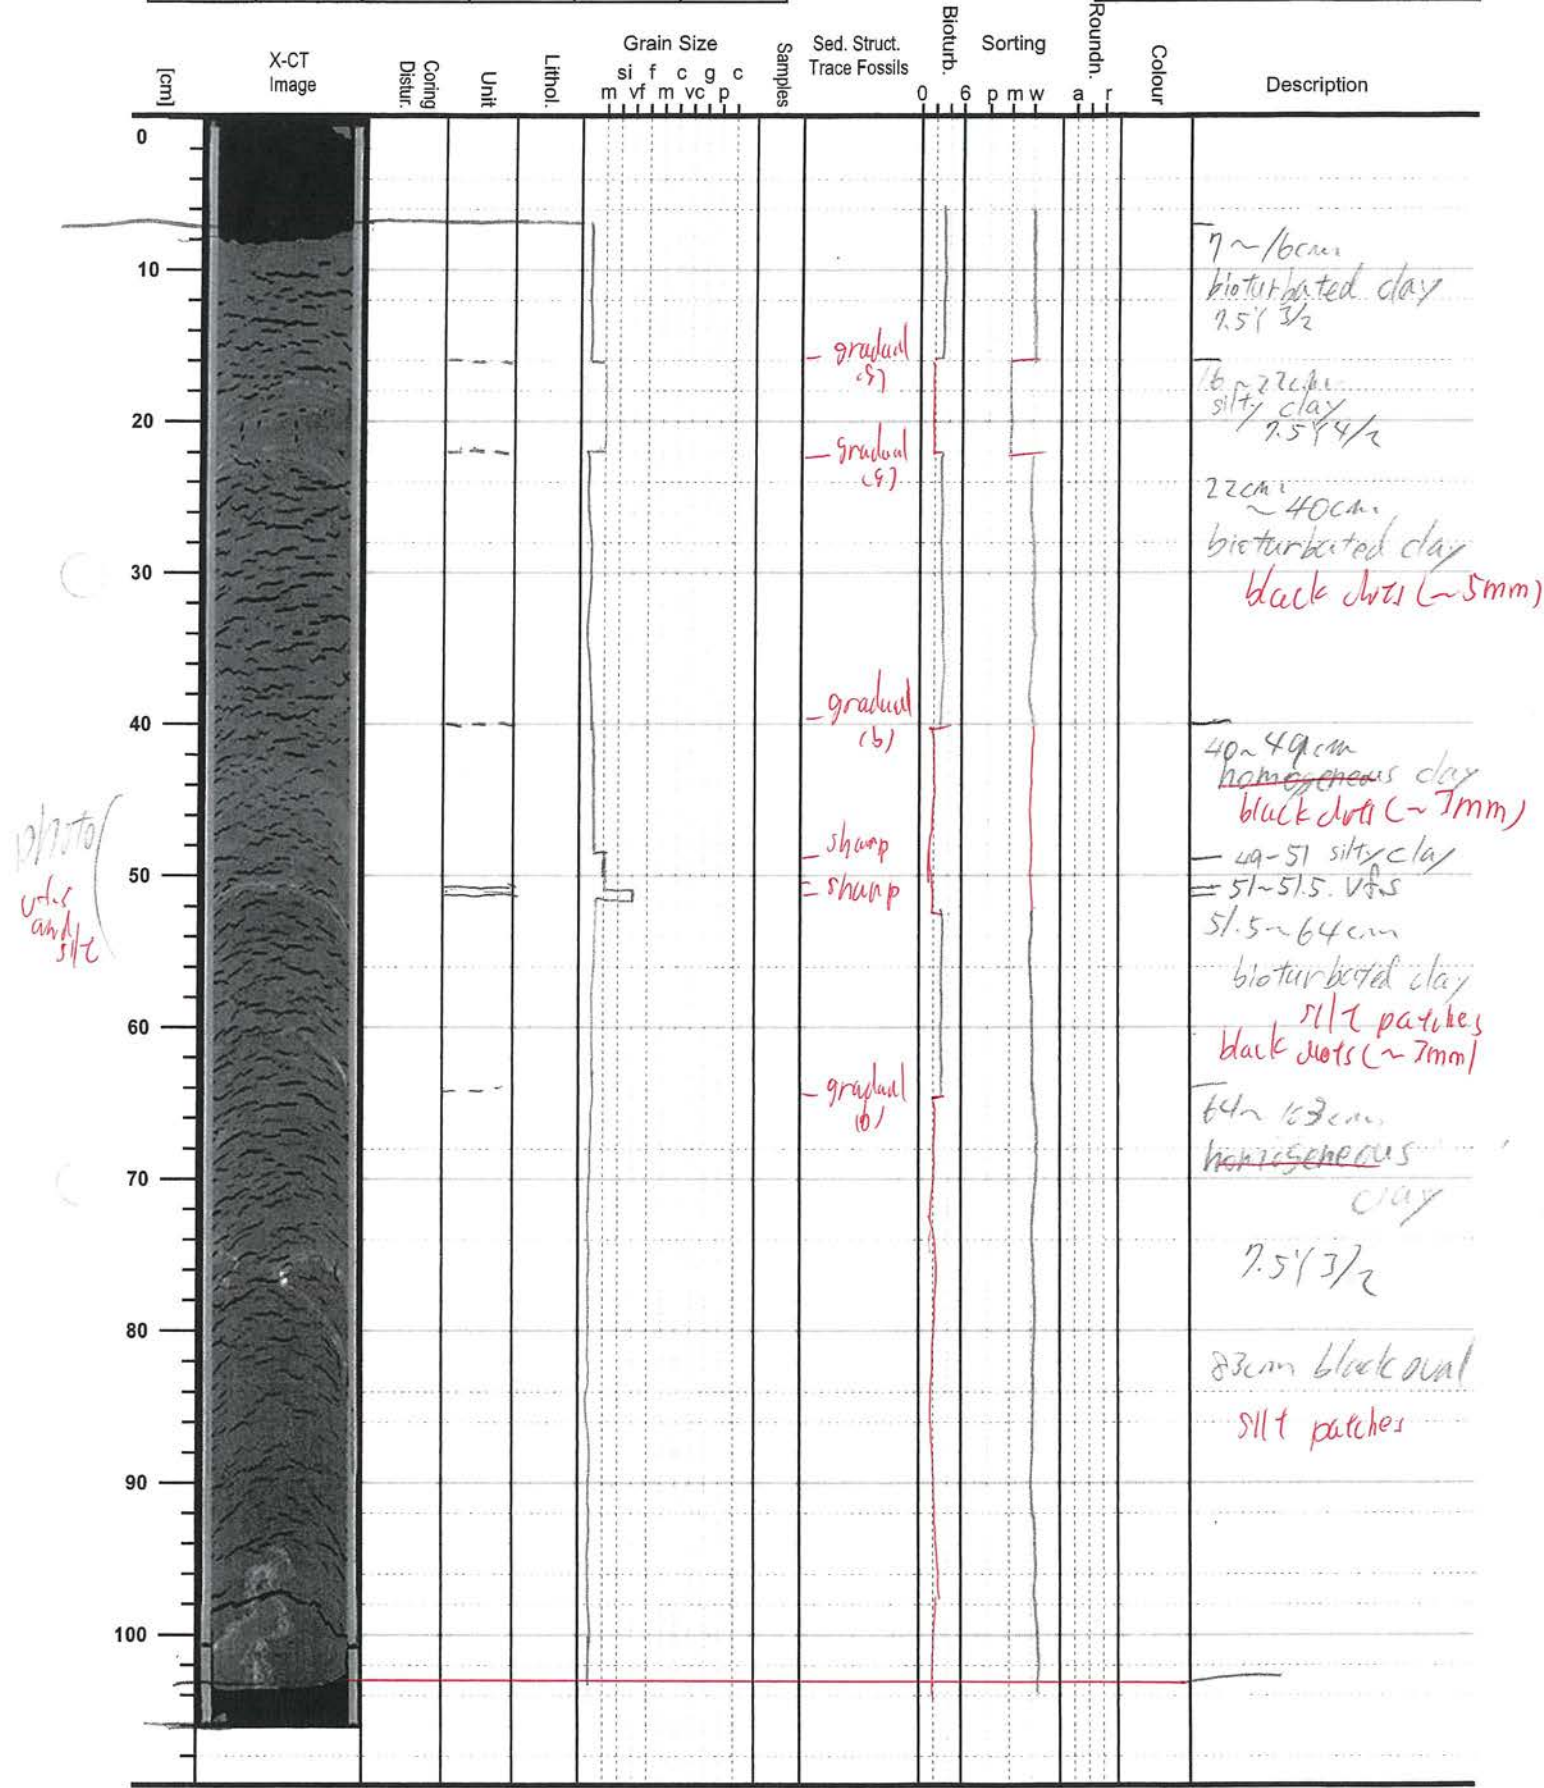 [cm]
X-CT
Image
Coring
Distur.
Unit
Lithol.
Grain Size
si f c g c
m vf m vc p
Samples
Sed. Struct.
Trace Fossils
Bioturb.
0 6
Sorting
p m w
Roundn.
a r
Colour
Description
0
10
20
30
40
50
60
70
80
90
100
photo
vfs
and
silt
gradual
gradual
gradual
(b)
sharp
sharp
gradual
(b)
7~16cm
bioturbated clay
7.5Y 3/2
16~22cm
silty clay
7.5Y 4/2
22cm
~40cm
bioturbated clay
black dots (~5mm)
40~49cm
homogeneous clay
black dots (~3mm)
49-51 silty clay
51~51.5. vfs
51.5~64cm
bioturbated clay
silt patches
black dots (~3mm)
64~103cm
homogeneous
clay
7.5Y 3/2
83cm black oval
silt patches